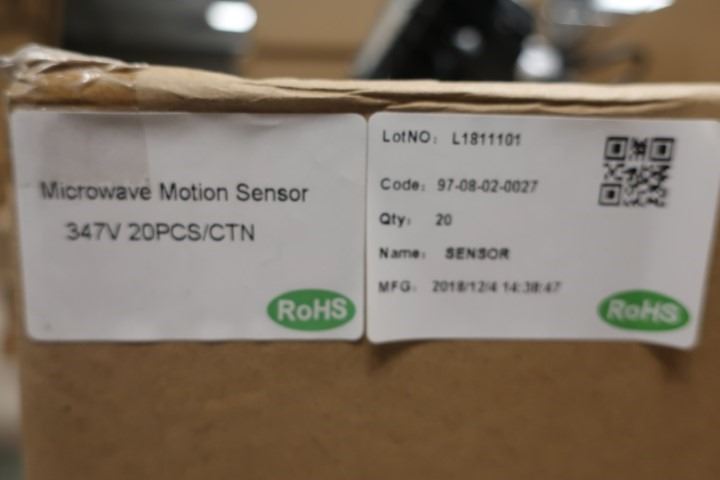 Microwave Motion Sensor
347V 20PCS/CTN
RoHS
LotNO: L1811101
Code: 97-08-02-0027
Qty: 20
Name: SENSOR
MFG: 2018/12/4 14:38:47
RoHS